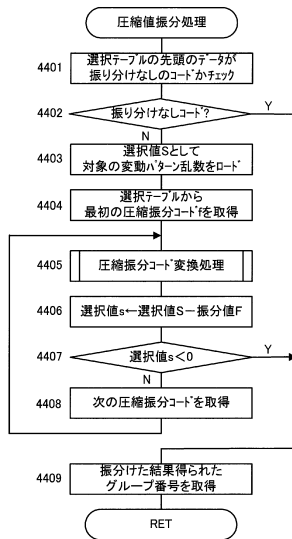 圧縮値振分処理
4401
選択テーブルの先頭のデータが
振り分けなしのコードかチェック
4402
振り分けなしコード?
Y
N
4403
選択値Sとして
対象の変動パターン乱数をロード
4404
選択テーブルから
最初の圧縮振分コードfを取得
4405
圧縮振分コード変換処理
4406
選択値s←選択値S-振分値F
4407
選択値s<0
Y
N
4408
次の圧縮振分コードを取得
4409
振分けた結果得られた
グループ番号を取得
RET